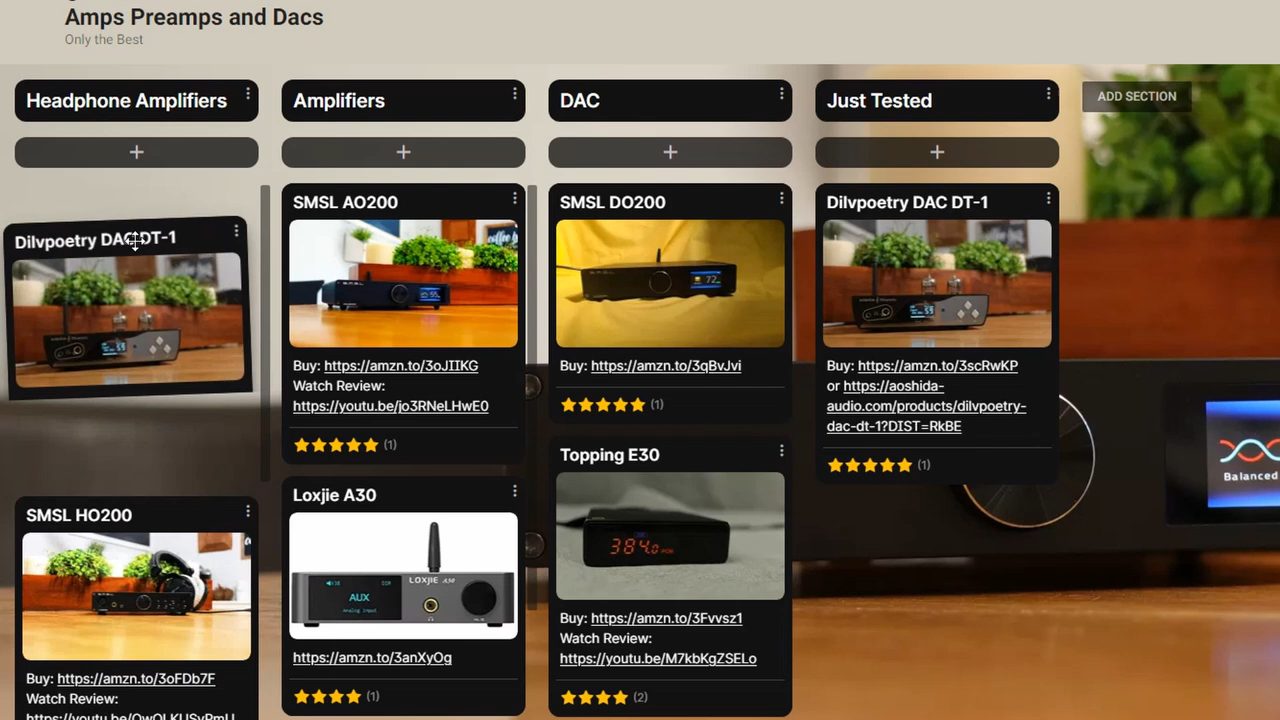 Amps Preamps and Dacs
Only the Best
Headphone Amplifiers
Amplifiers
DAC
Just Tested
ADD SECTION
Dilvpoetry DAC DT-1
SMSL HO200
Buy: https://amzn.to/3oFDb7F
Watch Review:
SMSL AO200
Buy: https://amzn.to/3oJIIKG
Watch Review:
https://youtu.be/jo3RNeLHwE0
(1)
Loxjie A30
LOXJIE A30
AUX
Analog input
https://amzn.to/3anXyOg
(1)
SMSL DO200
72
Buy: https://amzn.to/3qBvJvi
(1)
Topping E30
384.0
Buy: https://amzn.to/3Fvvsz1
Watch Review:
https://youtu.be/M7kbKgZSELo
(2)
Dilvpoetry DAC DT-1
Buy: https://amzn.to/3scRwKP
or https://aoshida-
audio.com/products/dilvpoetry-
dac-dt-1?DIST=RkBE
(1)
Balanced